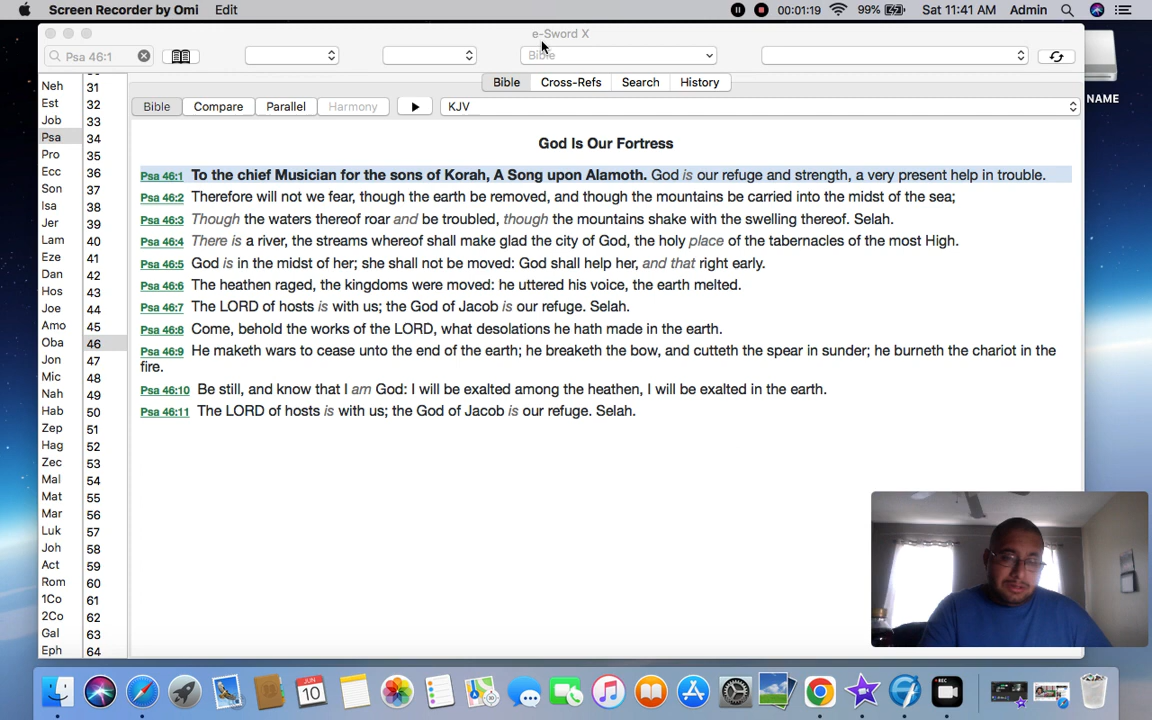 Screen Recorder by Omi Edit 00:01:19 99% Sat 11:41 AM Admin
e-Sword X
Psa 46:1 Bible
NAME
Bible Cross-Refs Search History
Bible Compare Parallel Harmony KJV
Neh 31
Est 32
Job 33
Psa 34
Pro 35
Ecc 36
Son 37
Isa 38
Jer 39
Lam 40
Eze 41
Dan 42
Hos 43
Joe 44
Amo 45
Oba 46
Jon 47
Mic 48
Nah 49
Hab 50
Zep 51
Hag 52
Zec 53
Mal 54
Mat 55
Mar 56
Luk 57
Joh 58
Act 59
Rom 60
1Co 61
2Co 62
Gal 63
Eph 64
God Is Our Fortress
Psa 46:1 To the chief Musician for the sons of Korah, A Song upon Alamoth. God is our refuge and strength, a very present help in trouble.
Psa 46:2 Therefore will not we fear, though the earth be removed, and though the mountains be carried into the midst of the sea;
Psa 46:3 Though the waters thereof roar and be troubled, though the mountains shake with the swelling thereof. Selah.
Psa 46:4 There is a river, the streams whereof shall make glad the city of God, the holy place of the tabernacles of the most High.
Psa 46:5 God is in the midst of her; she shall not be moved: God shall help her, and that right early.
Psa 46:6 The heathen raged, the kingdoms were moved: he uttered his voice, the earth melted.
Psa 46:7 The LORD of hosts is with us; the God of Jacob is our refuge. Selah.
Psa 46:8 Come, behold the works of the LORD, what desolations he hath made in the earth.
Psa 46:9 He maketh wars to cease unto the end of the earth; he breaketh the bow, and cutteth the spear in sunder; he burneth the chariot in the
fire.
Psa 46:10 Be still, and know that I am God: I will be exalted among the heathen, I will be exalted in the earth.
Psa 46:11 The LORD of hosts is with us; the God of Jacob is our refuge. Selah.
JUN
10
REC